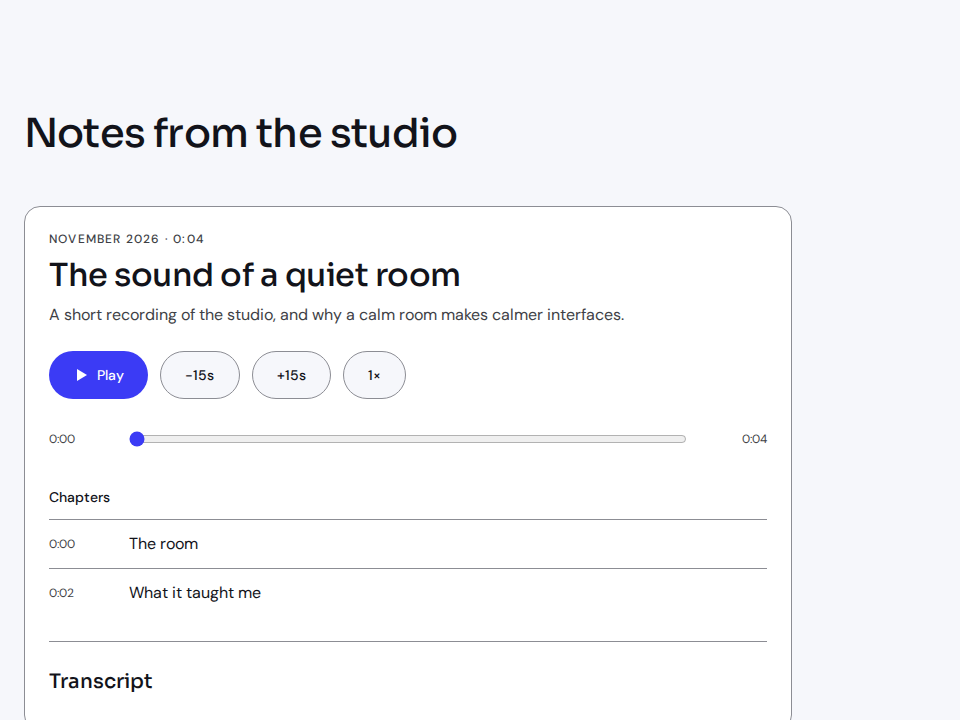 Notes from the studio
NOVEMBER 2026 · 0:04
The sound of a quiet room
A short recording of the studio, and why a calm room makes calmer interfaces.
Play
−15s
+15s
1×
0:00
0:04
Chapters
0:00 The room
0:02 What it taught me
Transcript